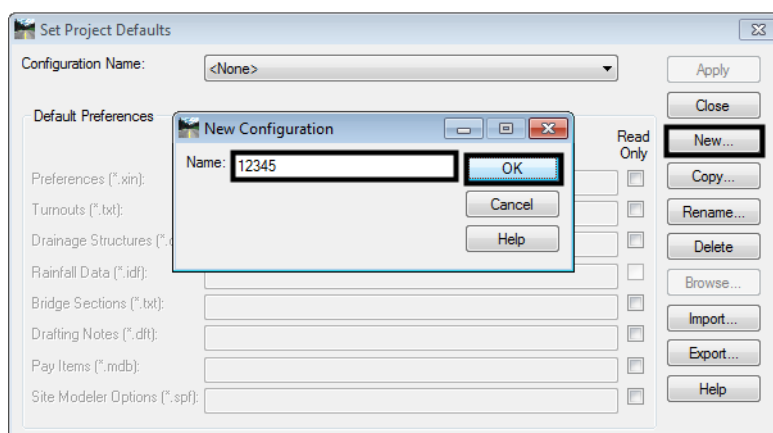 Set Project Defaults
Configuration Name:
<None>
Apply
Close
Default Preferences
New Configuration
Read Only
New...
Name:
12345
OK
Preferences (*.xin):
Copy...
Cancel
Turnouts (*.txt):
Rename...
Drainage Structures (*.
Help
Delete
Rainfall Data (*.idf):
Browse...
Bridge Sections (*.txt):
Import...
Drafting Notes (*.dft):
Export...
Pay Items (*.mdb):
Help
Site Modeler Options (*.spf):